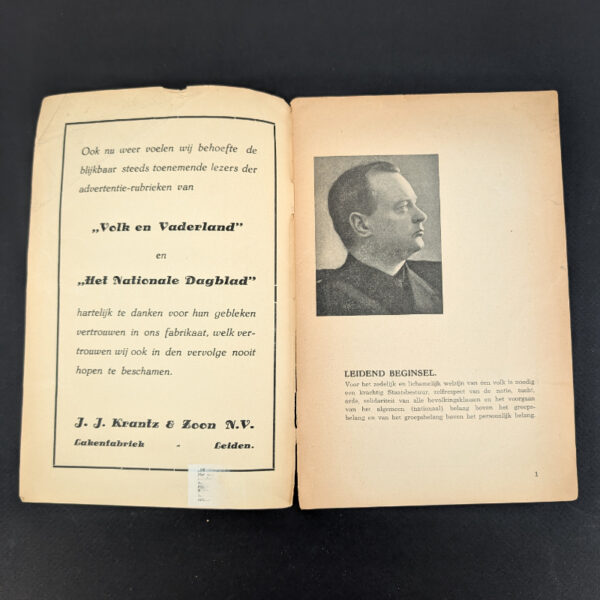 Ook nu weer voelen wij behoefte de
blijkbaar steeds toenemende lezers der
advertentie-rubrieken van
„Volk en Vaderland”
en
„Het Nationale Dagblad”
hartelijk te danken voor hun gebleken
vertrouwen in ons fabrikaat, welk ver-
trouwen wij ook in den vervolge nooit
hopen te beschamen.
J. J. Krantz & Zoon N.V.
Lakenfabriek - Leiden.
LEIDEND BEGINSEL.
Voor het zedelijk en lichamelijk welzijn van een volk is noodig
een krachtig Staatsbestuur, zelfrespect van de natie, tucht,
orde, solidariteit van alle bevolkingsklassen en het voorgaan
van het algemeen (nationaal) belang boven het groeps-
belang en van het groepsbelang boven het persoonlijk belang.
1